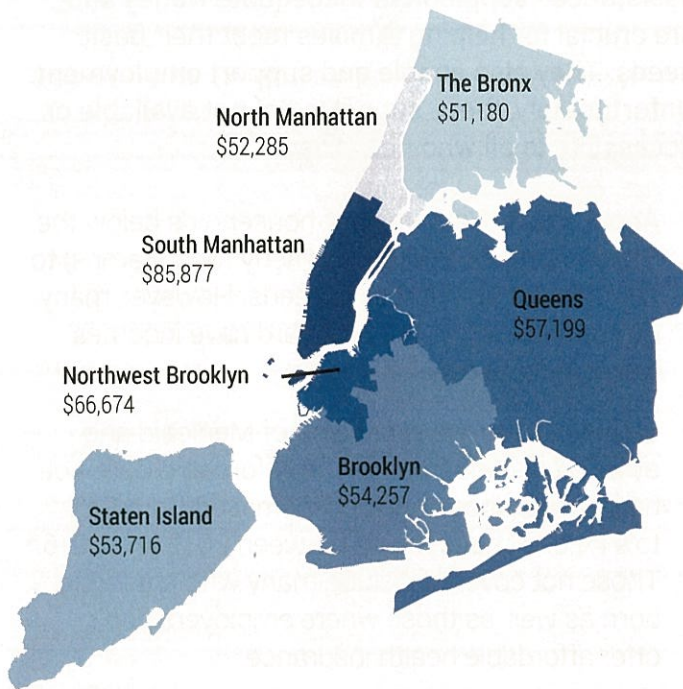 The Bronx
$51,180
North Manhattan
$52,285
South Manhattan
$85,877
Queens
$57,199
Northwest Brooklyn
$66,674
Brooklyn
$54,257
Staten Island
$53,716